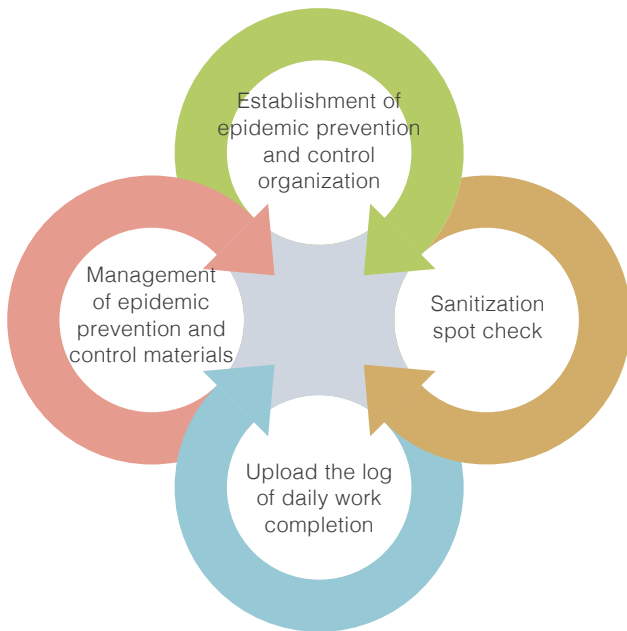 Establishment of
epidemic prevention
and control
organization
Management
of epidemic
prevention and
control materials
Sanitization
spot check
Upload the log
of daily work
completion